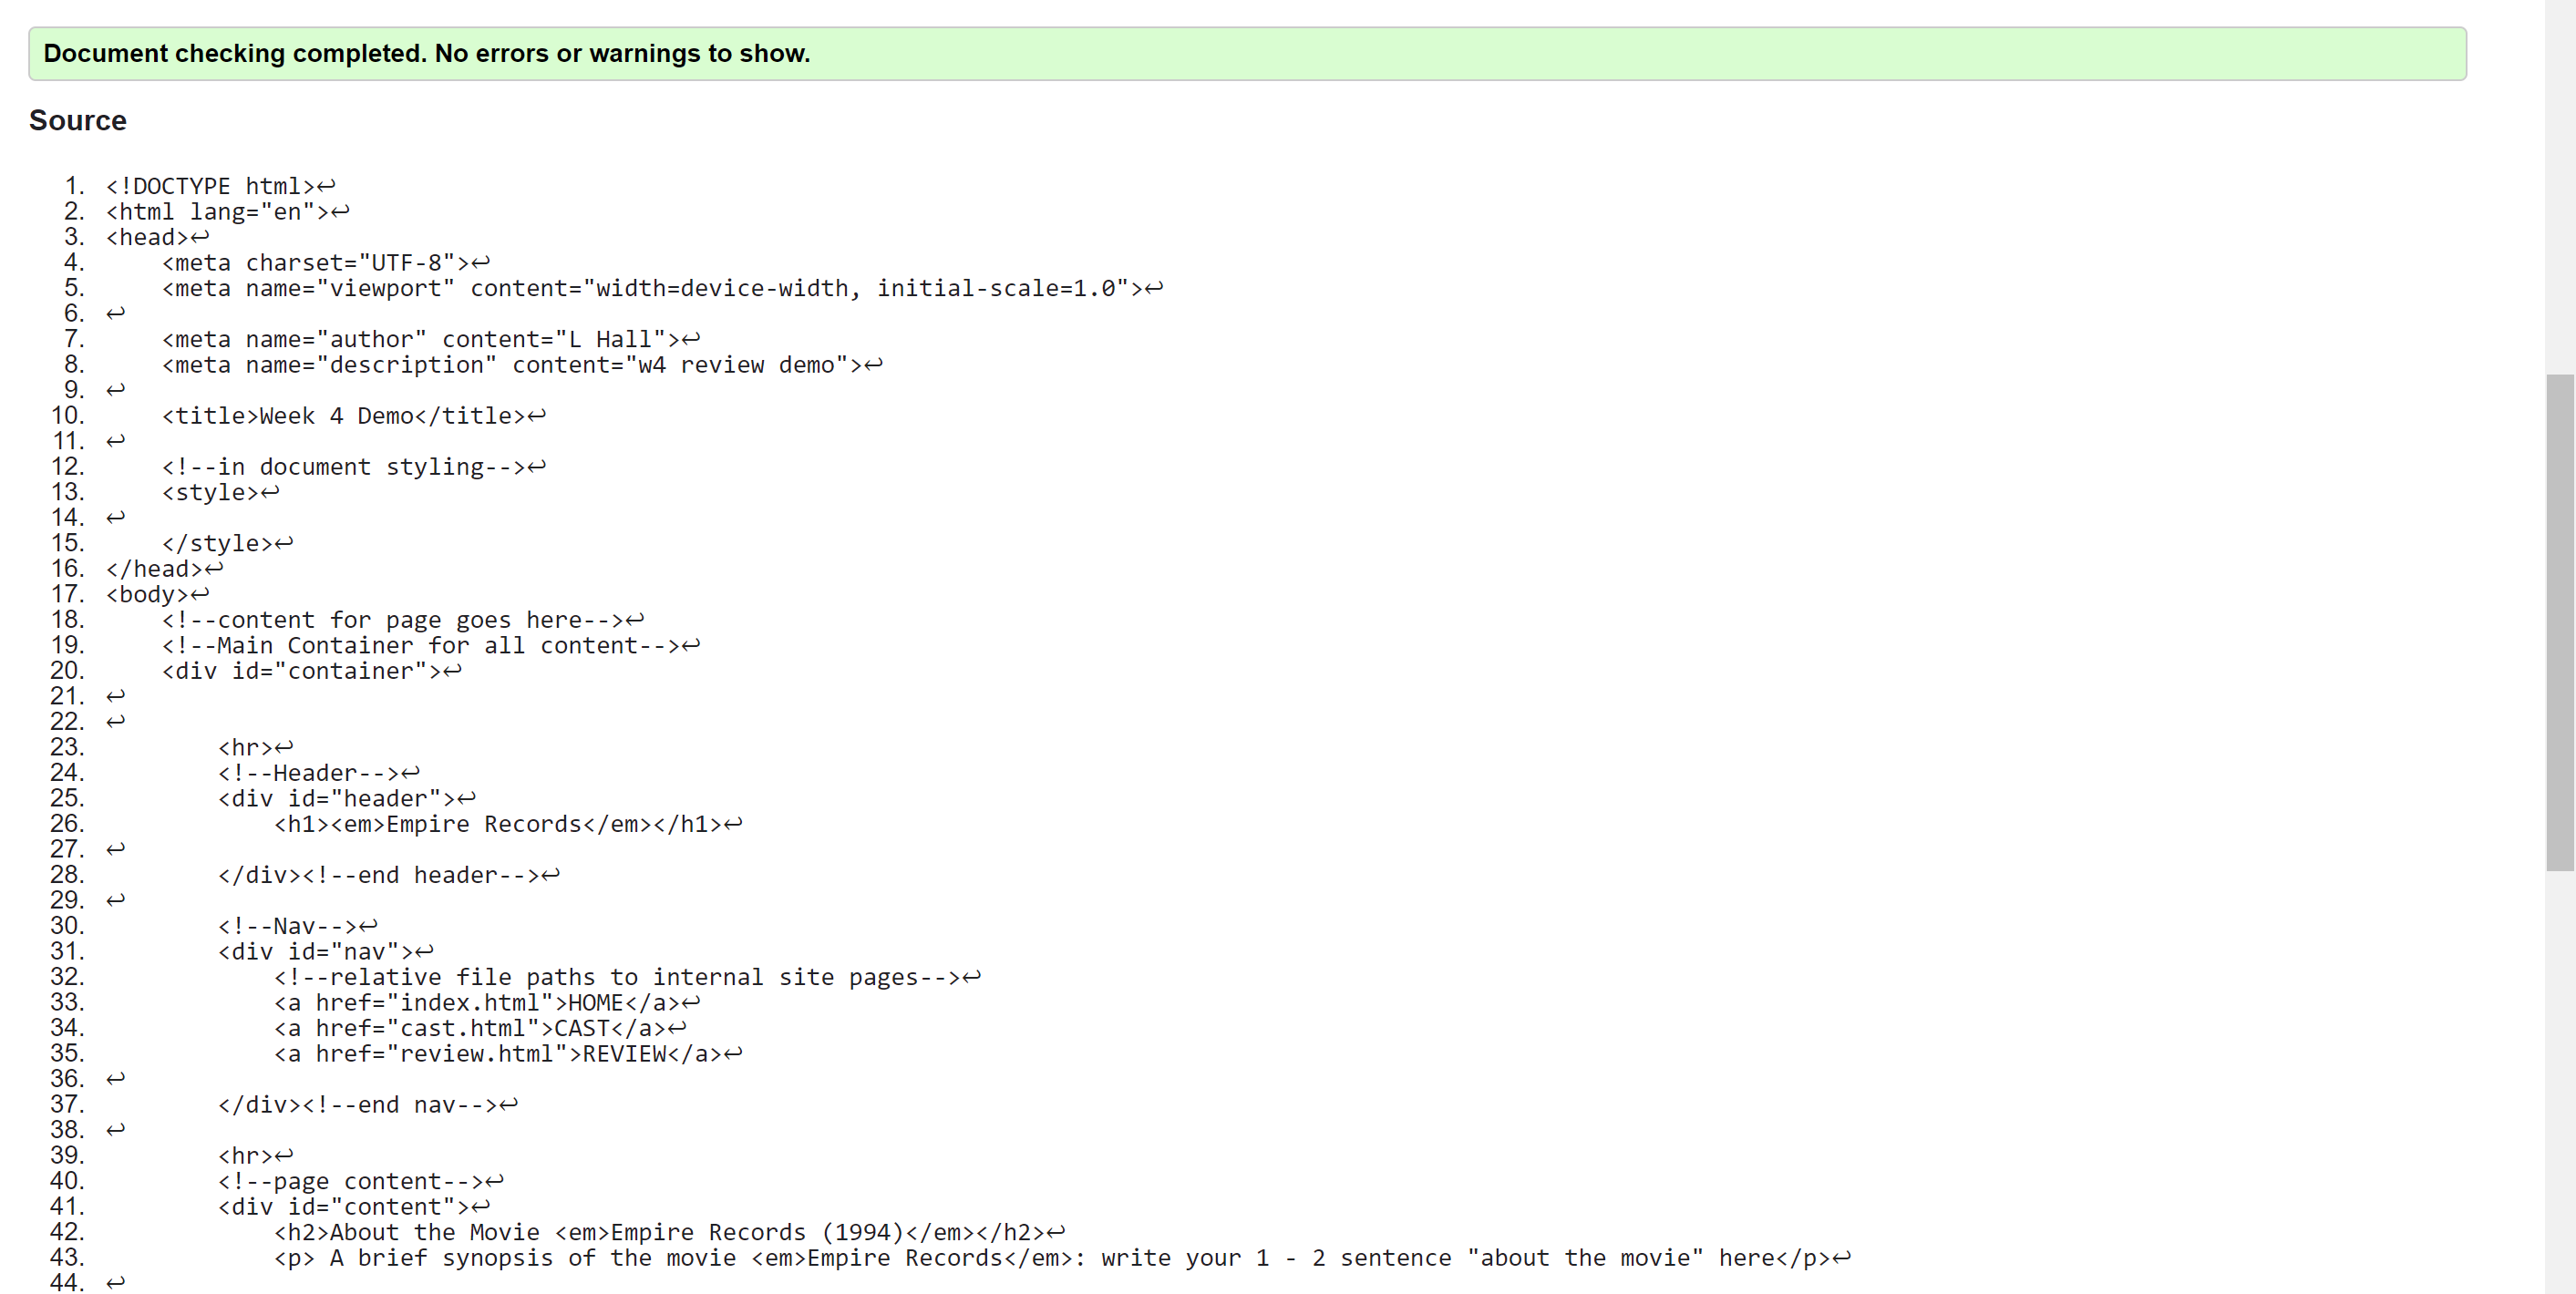 Document checking completed. No errors or warnings to show.
Source
1. <!DOCTYPE html>↩
2. <html lang="en">↩
3. <head>↩
4.     <meta charset="UTF-8">↩
5.     <meta name="viewport" content="width=device-width, initial-scale=1.0">↩
6. ↩
7.     <meta name="author" content="L Hall">↩
8.     <meta name="description" content="w4 review demo">↩
9. ↩
10.     <title>Week 4 Demo</title>↩
11. ↩
12.     <!--in document styling-->↩
13.     <style>↩
14. ↩
15.     </style>↩
16. </head>↩
17. <body>↩
18.     <!--content for page goes here-->↩
19.     <!--Main Container for all content-->↩
20.     <div id="container">↩
21. ↩
22. ↩
23.         <hr>↩
24.         <!--Header-->↩
25.         <div id="header">↩
26.             <h1><em>Empire Records</em></h1>↩
27. ↩
28.         </div><!--end header-->↩
29. ↩
30.         <!--Nav-->↩
31.         <div id="nav">↩
32.             <!--relative file paths to internal site pages-->↩
33.             <a href="index.html">HOME</a>↩
34.             <a href="cast.html">CAST</a>↩
35.             <a href="review.html">REVIEW</a>↩
36. ↩
37.         </div><!--end nav-->↩
38. ↩
39.         <hr>↩
40.         <!--page content-->↩
41.         <div id="content">↩
42.             <h2>About the Movie <em>Empire Records (1994)</em></h2>↩
43.             <p> A brief synopsis of the movie <em>Empire Records</em>: write your 1 - 2 sentence "about the movie" here</p>↩
44. ↩